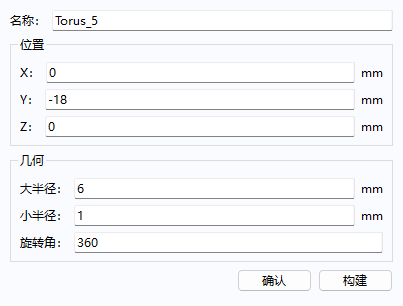 名称： Torus_5
位置
X： 0 mm
Y： -18 mm
Z： 0 mm
几何
大半径： 6 mm
小半径： 1 mm
旋转角： 360
确认 构建